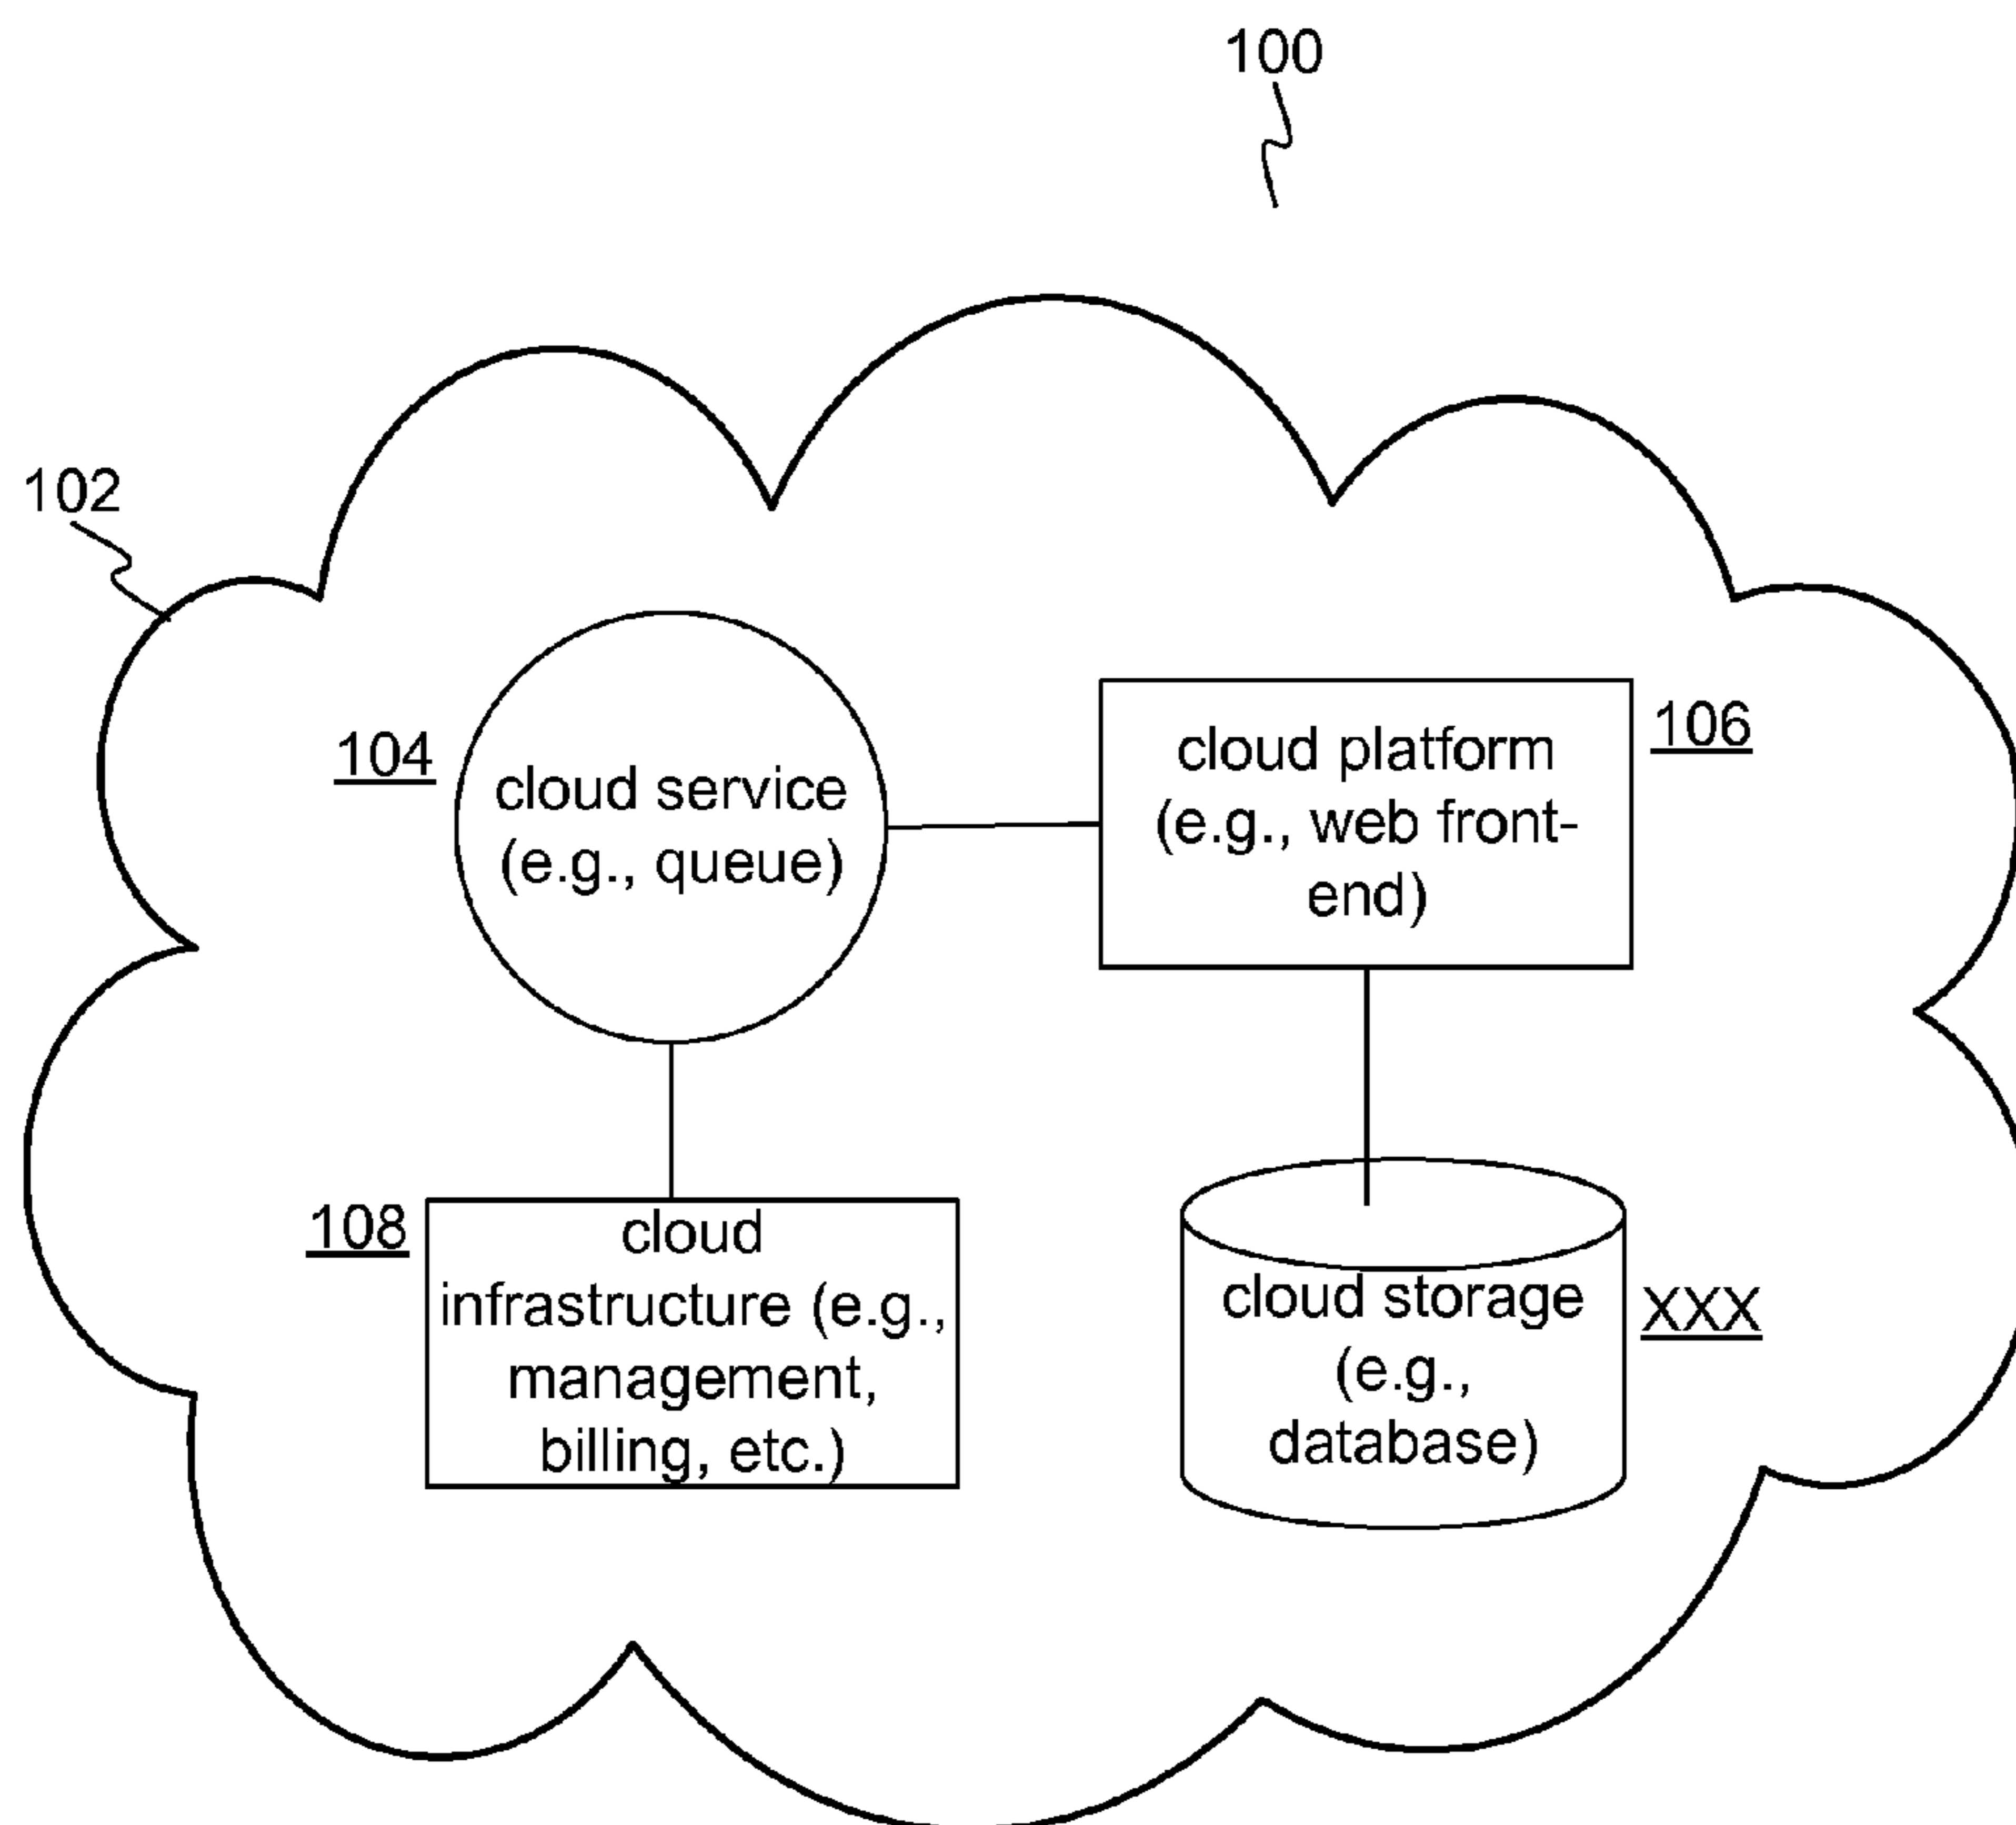 100
102
104
cloud service
(e.g., queue)
cloud platform
(e.g., web front-
end)
106
108
cloud
infrastructure (e.g.,
management,
billing, etc.)
cloud storage
(e.g.,
database)
XXX